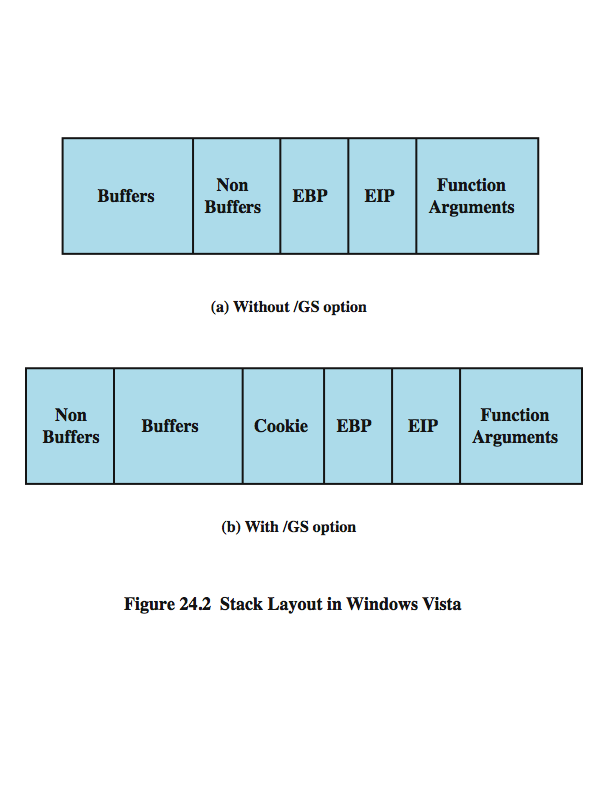 Buffers
Non
Buffers
EBP
EIP
Function
Arguments
(a) Without /GS option
Non
Buffers
Buffers
Cookie
EBP
EIP
Function
Arguments
(b) With /GS option
Figure 24.2 Stack Layout in Windows Vista